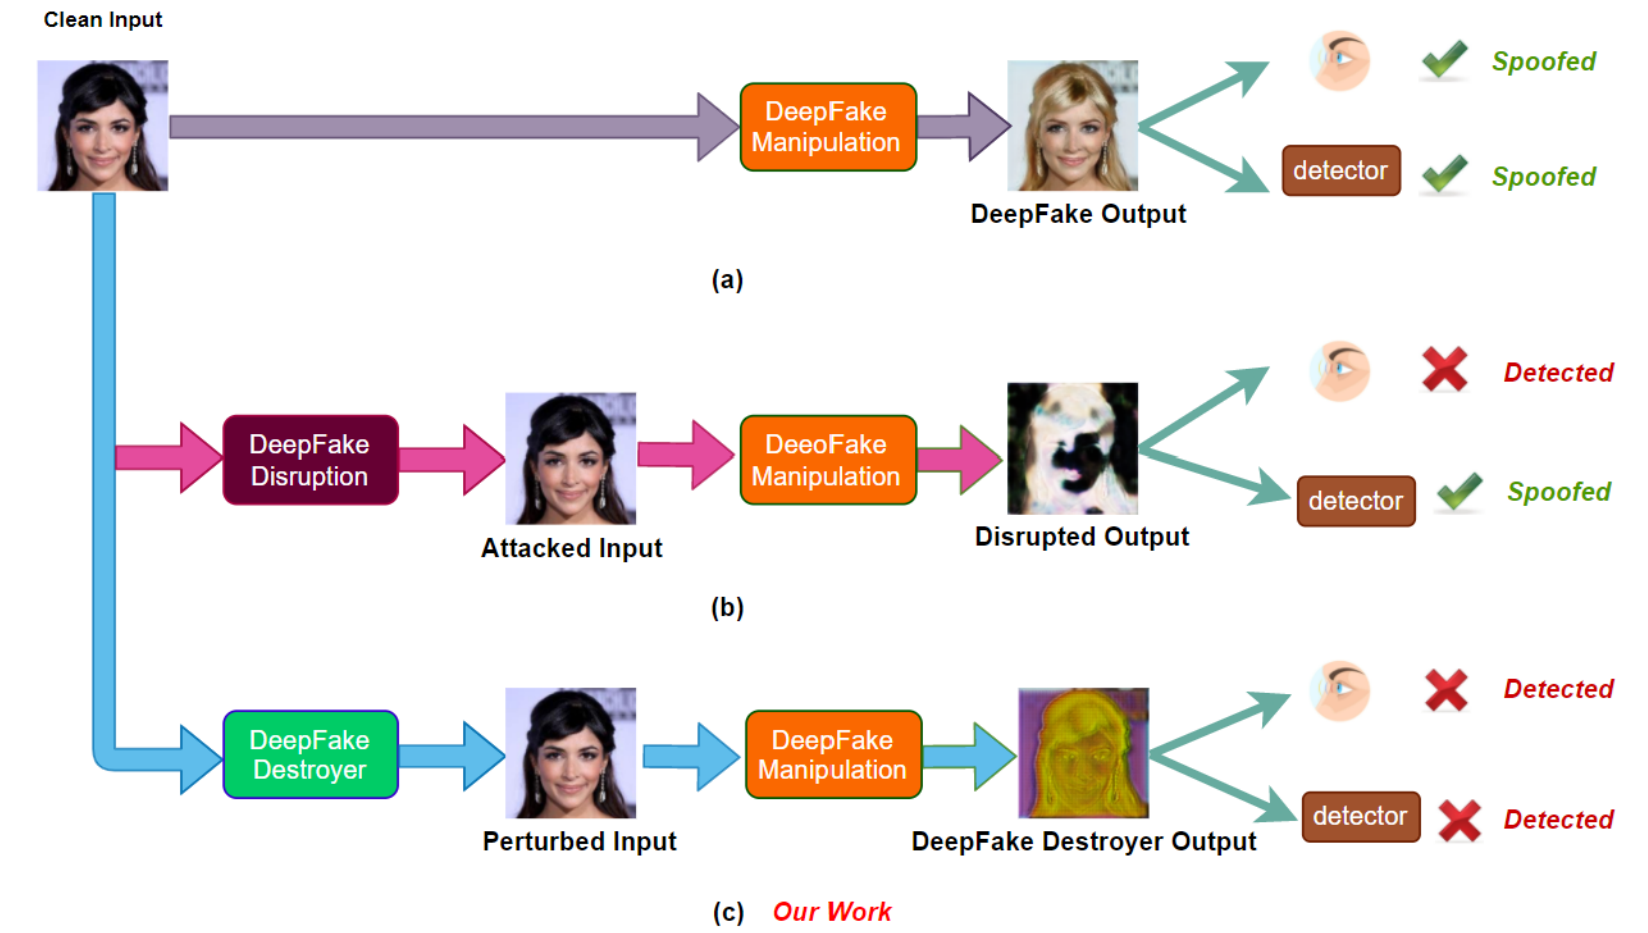 Clean Input
DeepFake
Manipulation
DeepFake Output
Spoofed
detector
Spoofed
(a)
DeepFake
Disruption
Attacked Input
DeeoFake
Manipulation
Disrupted Output
Detected
detector
Spoofed
(b)
DeepFake
Destroyer
Perturbed Input
DeepFake
Manipulation
DeepFake Destroyer Output
Detected
detector
Detected
(c) Our Work